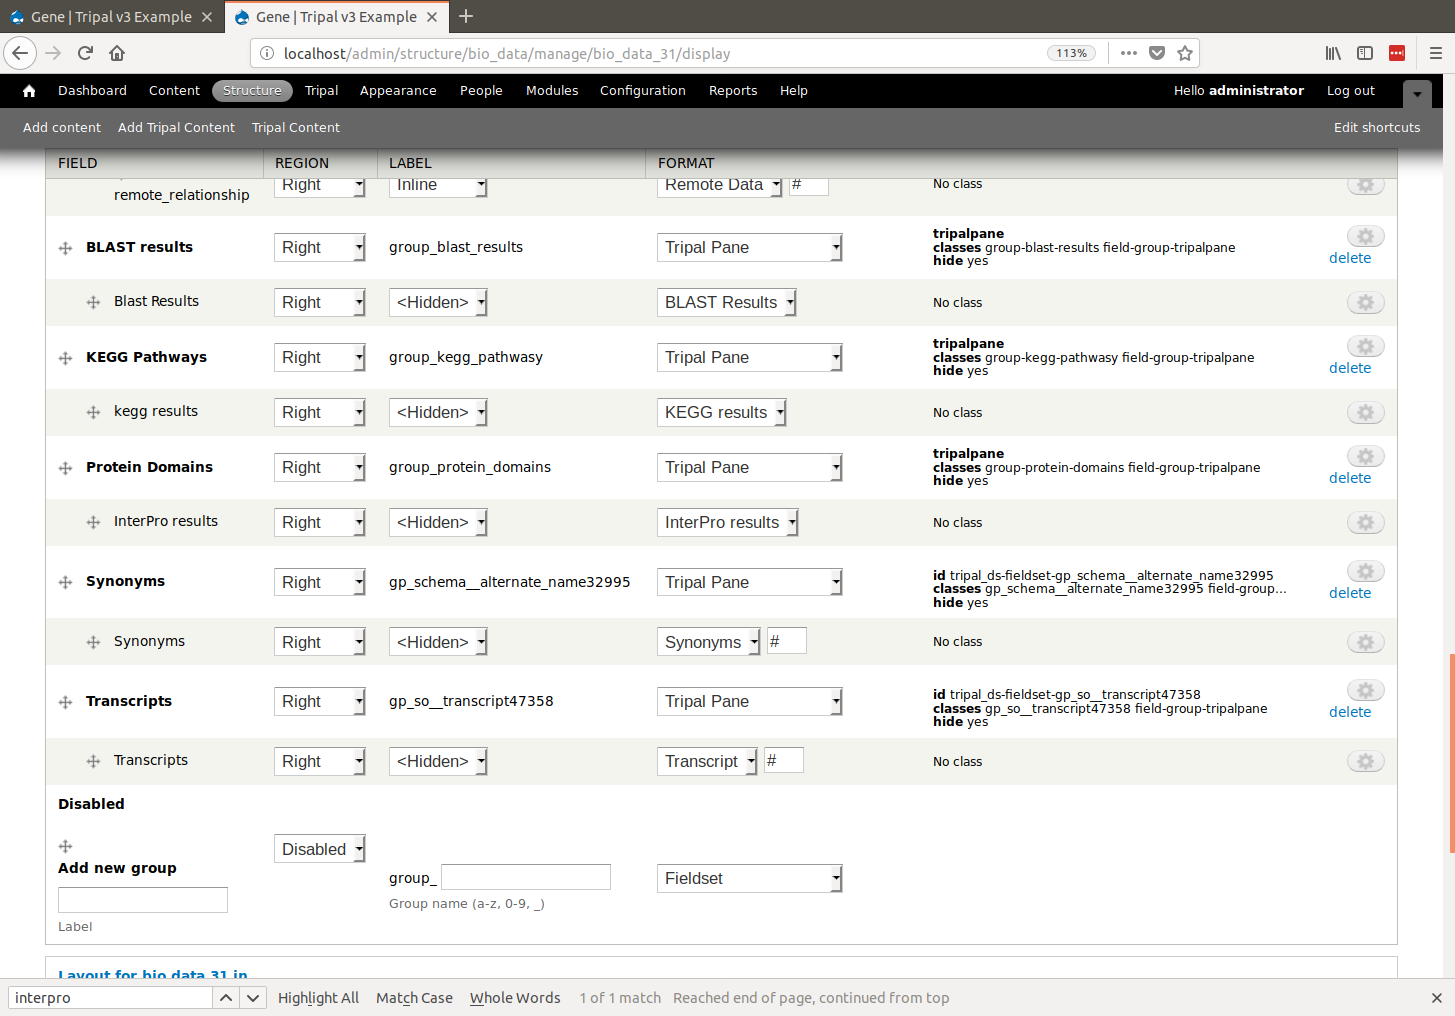 Gene | Tripal v3 Example
Gene | Tripal v3 Example
localhost/admin/structure/bio_data/manage/bio_data_31/display
113%
Dashboard Content Structure Tripal Appearance People Modules Configuration Reports Help
Hello administrator Log out
Add content Add Tripal Content Tripal Content
Edit shortcuts
FIELD REGION LABEL FORMAT
remote_relationship Right Inline Remote Data # No class
BLAST results Right group_blast_results Tripal Pane
tripalpane
classes group-blast-results field-group-tripalpane
hide yes
delete
Blast Results Right <Hidden> BLAST Results No class
KEGG Pathways Right group_kegg_pathwasy Tripal Pane
tripalpane
classes group-kegg-pathwasy field-group-tripalpane
hide yes
delete
kegg results Right <Hidden> KEGG results No class
Protein Domains Right group_protein_domains Tripal Pane
tripalpane
classes group-protein-domains field-group-tripalpane
hide yes
delete
InterPro results Right <Hidden> InterPro results No class
Synonyms Right gp_schema__alternate_name32995 Tripal Pane
id tripal_ds-fieldset-gp_schema__alternate_name32995
classes gp_schema__alternate_name32995 field-group...
hide yes
delete
Synonyms Right <Hidden> Synonyms # No class
Transcripts Right gp_so__transcript47358 Tripal Pane
id tripal_ds-fieldset-gp_so__transcript47358
classes gp_so__transcript47358 field-group-tripalpane
hide yes
delete
Transcripts Right <Hidden> Transcript # No class
Disabled
Disabled
Add new group
group_ Fieldset
Group name (a-z, 0-9, _)
Label
Layout for bio data 31 in
interpro Highlight All Match Case Whole Words 1 of 1 match Reached end of page, continued from top